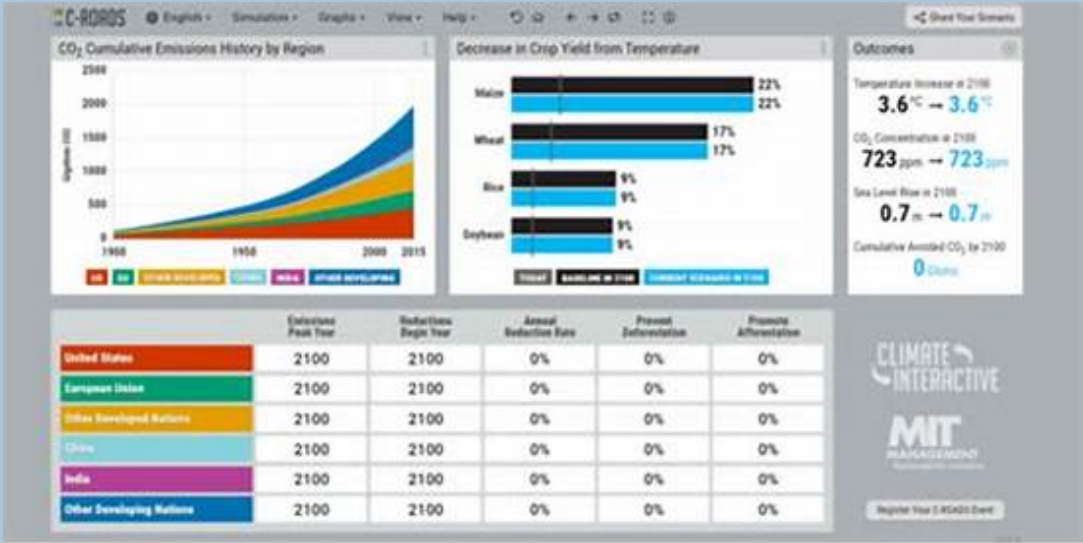 C-ROADS English Simulation Graphs View Help Share Your Scenario
CO2 Cumulative Emissions History by Region
Gigatons CO2
2500
2000
1500
1000
500
0
1900 1950 2000 2015
US EU OTHER DEVELOPED CHINA INDIA OTHER DEVELOPING
Decrease in Crop Yield from Temperature
Maize 22%
22%
Wheat 17%
17%
Rice 9%
9%
Soybean 9%
9%
TODAY BASELINE IN 2100 CURRENT SCENARIO IN 2100
Outcomes
Temperature Increase in 2100
3.6°C → 3.6°C
CO2 Concentration in 2100
723 ppm → 723 ppm
Sea Level Rise in 2100
0.7 m → 0.7 m
Cumulative Avoided CO2 by 2100
0 Gtons
Emissions Peak Year Reductions Begin Year Annual Reduction Rate Prevent Deforestation Promote Afforestation
United States 2100 2100 0% 0% 0%
European Union 2100 2100 0% 0% 0%
Other Developed Nations 2100 2100 0% 0% 0%
China 2100 2100 0% 0% 0%
India 2100 2100 0% 0% 0%
Other Developing Nations 2100 2100 0% 0% 0%
CLIMATE
INTERACTIVE
MIT
MANAGEMENT
Register Your C-ROADS Event